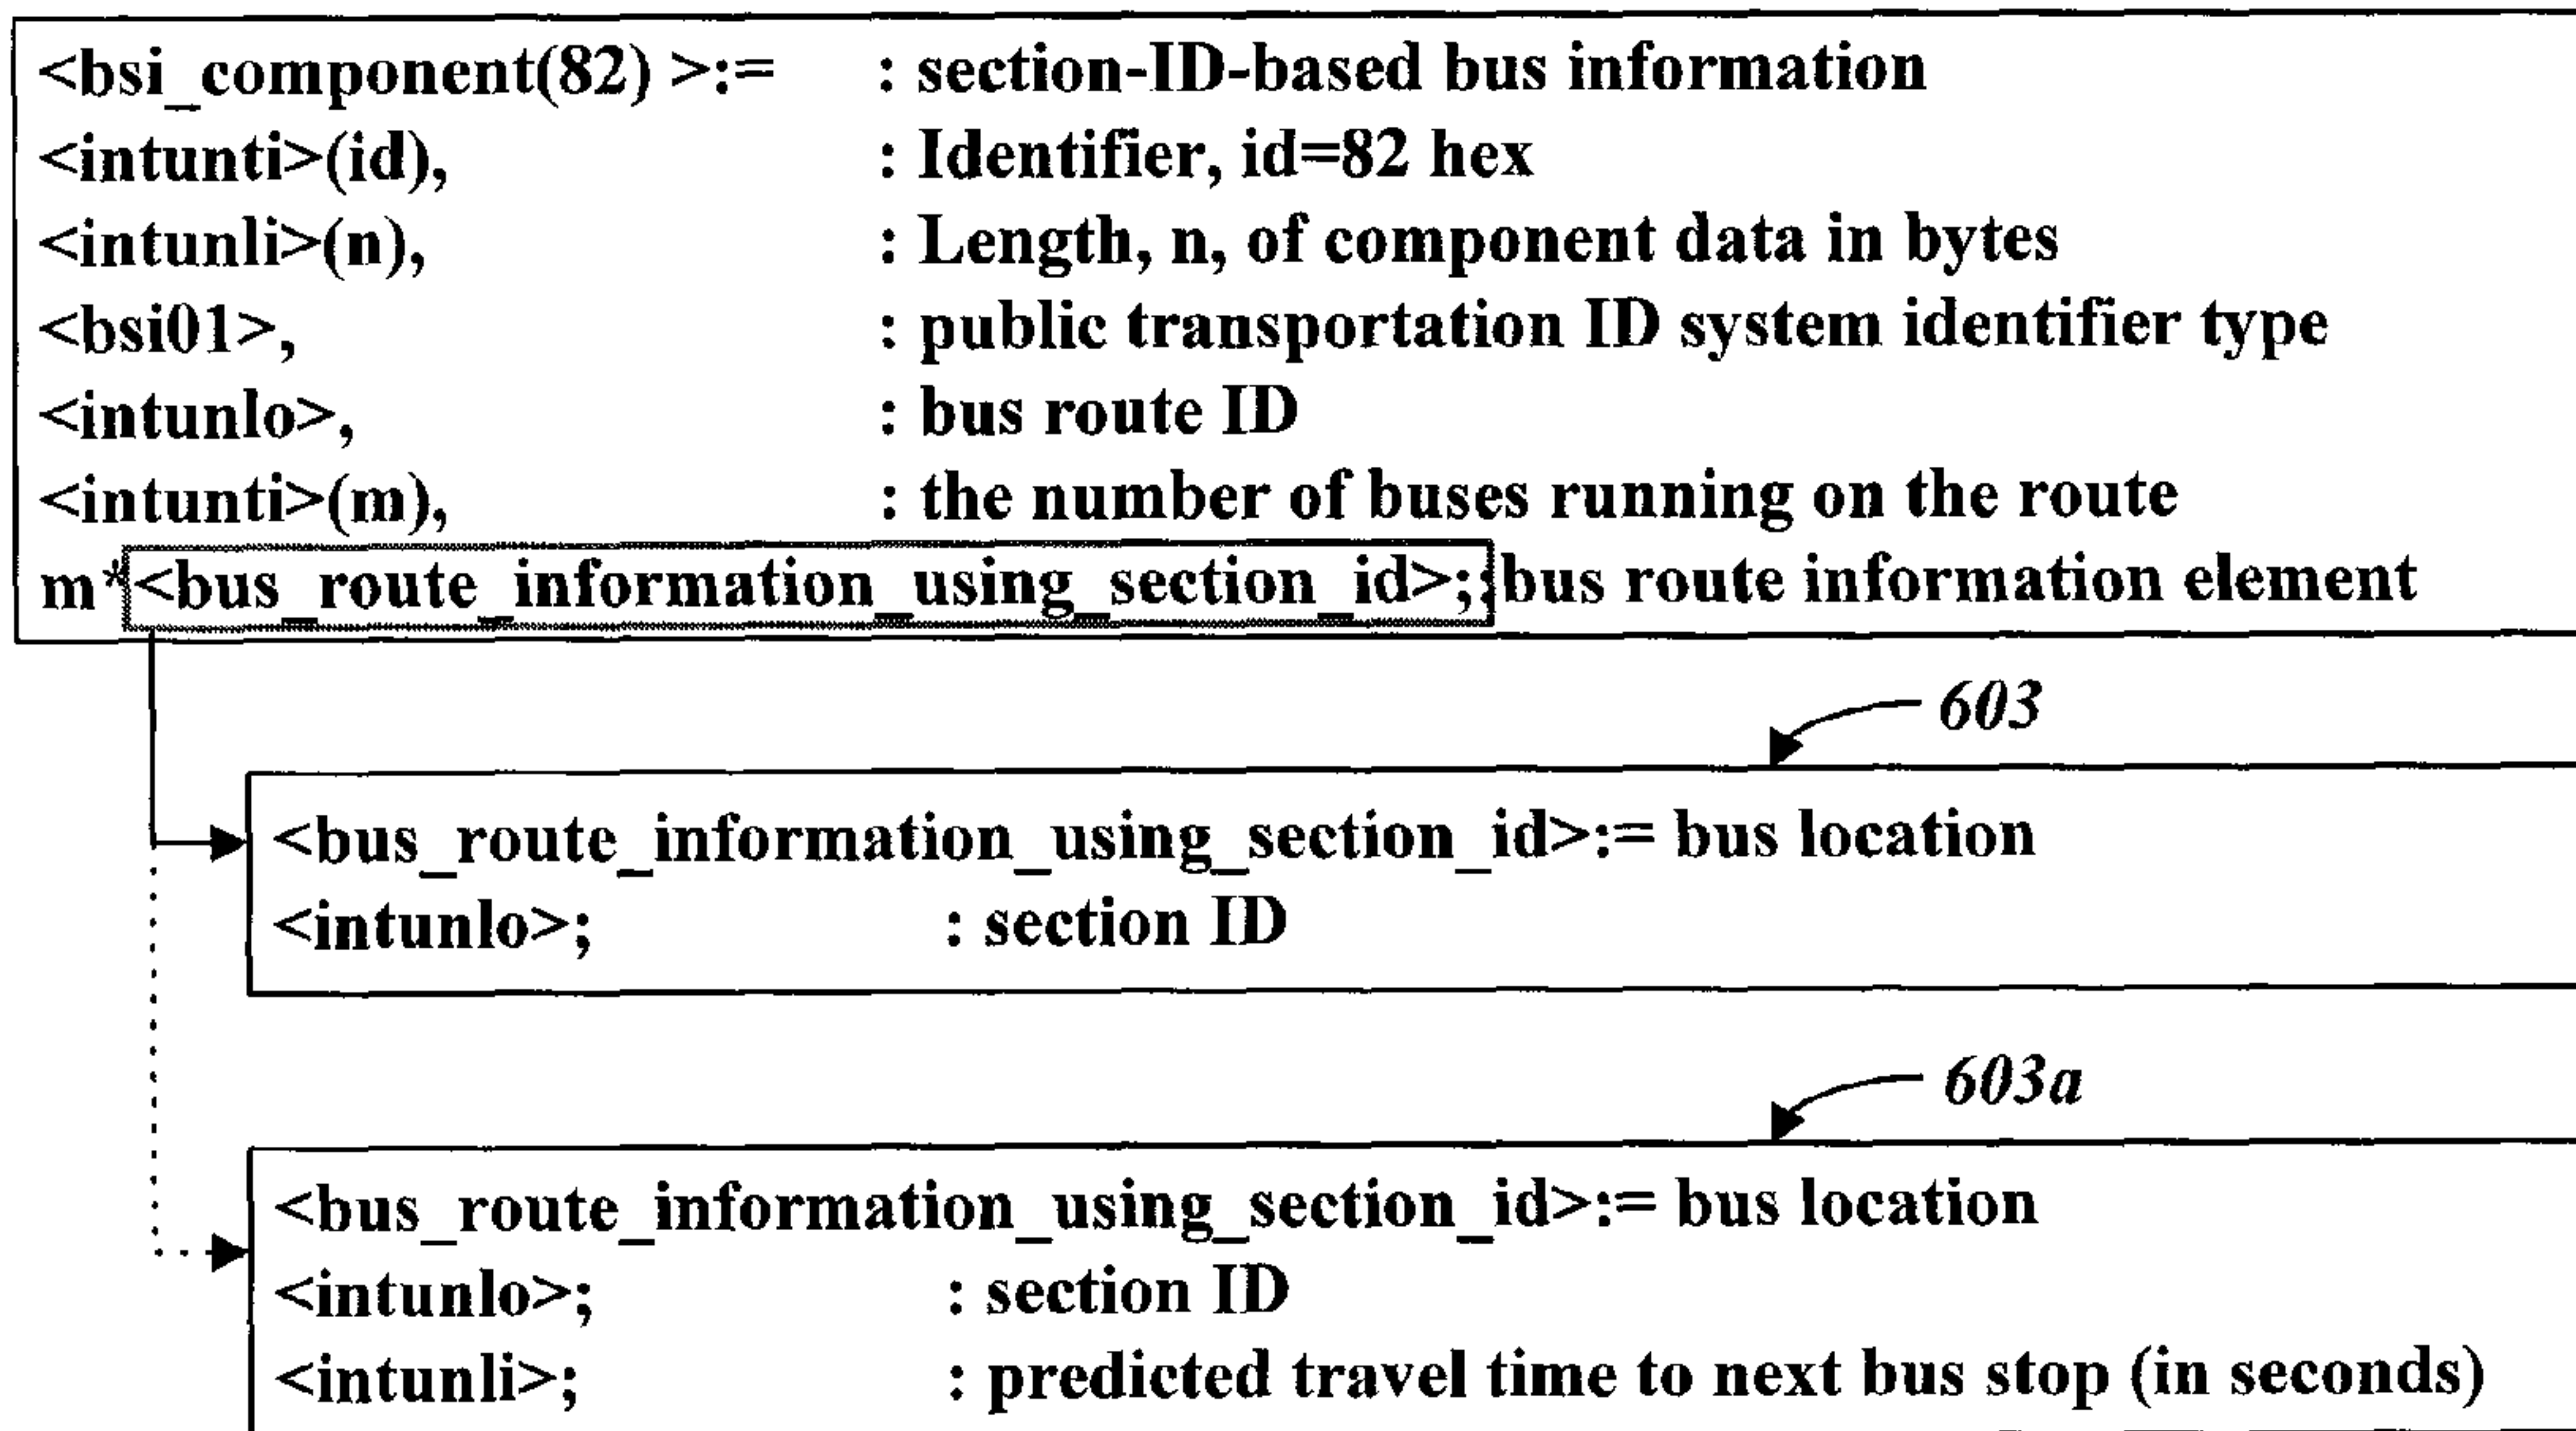 <bsi_component(82) >:= : section-ID-based bus information
<intunti>(id), : Identifier, id=82 hex
<intunli>(n), : Length, n, of component data in bytes
<bsi01>, : public transportation ID system identifier type
<intunlo>, : bus route ID
<intunti>(m), : the number of buses running on the route
m*<bus_route_information_using_section_id>;:bus route information element
603
<bus_route_information_using_section_id>:= bus location
<intunlo>; : section ID
603a
<bus_route_information_using_section_id>:= bus location
<intunlo>; : section ID
<intunli>; : predicted travel time to next bus stop (in seconds)